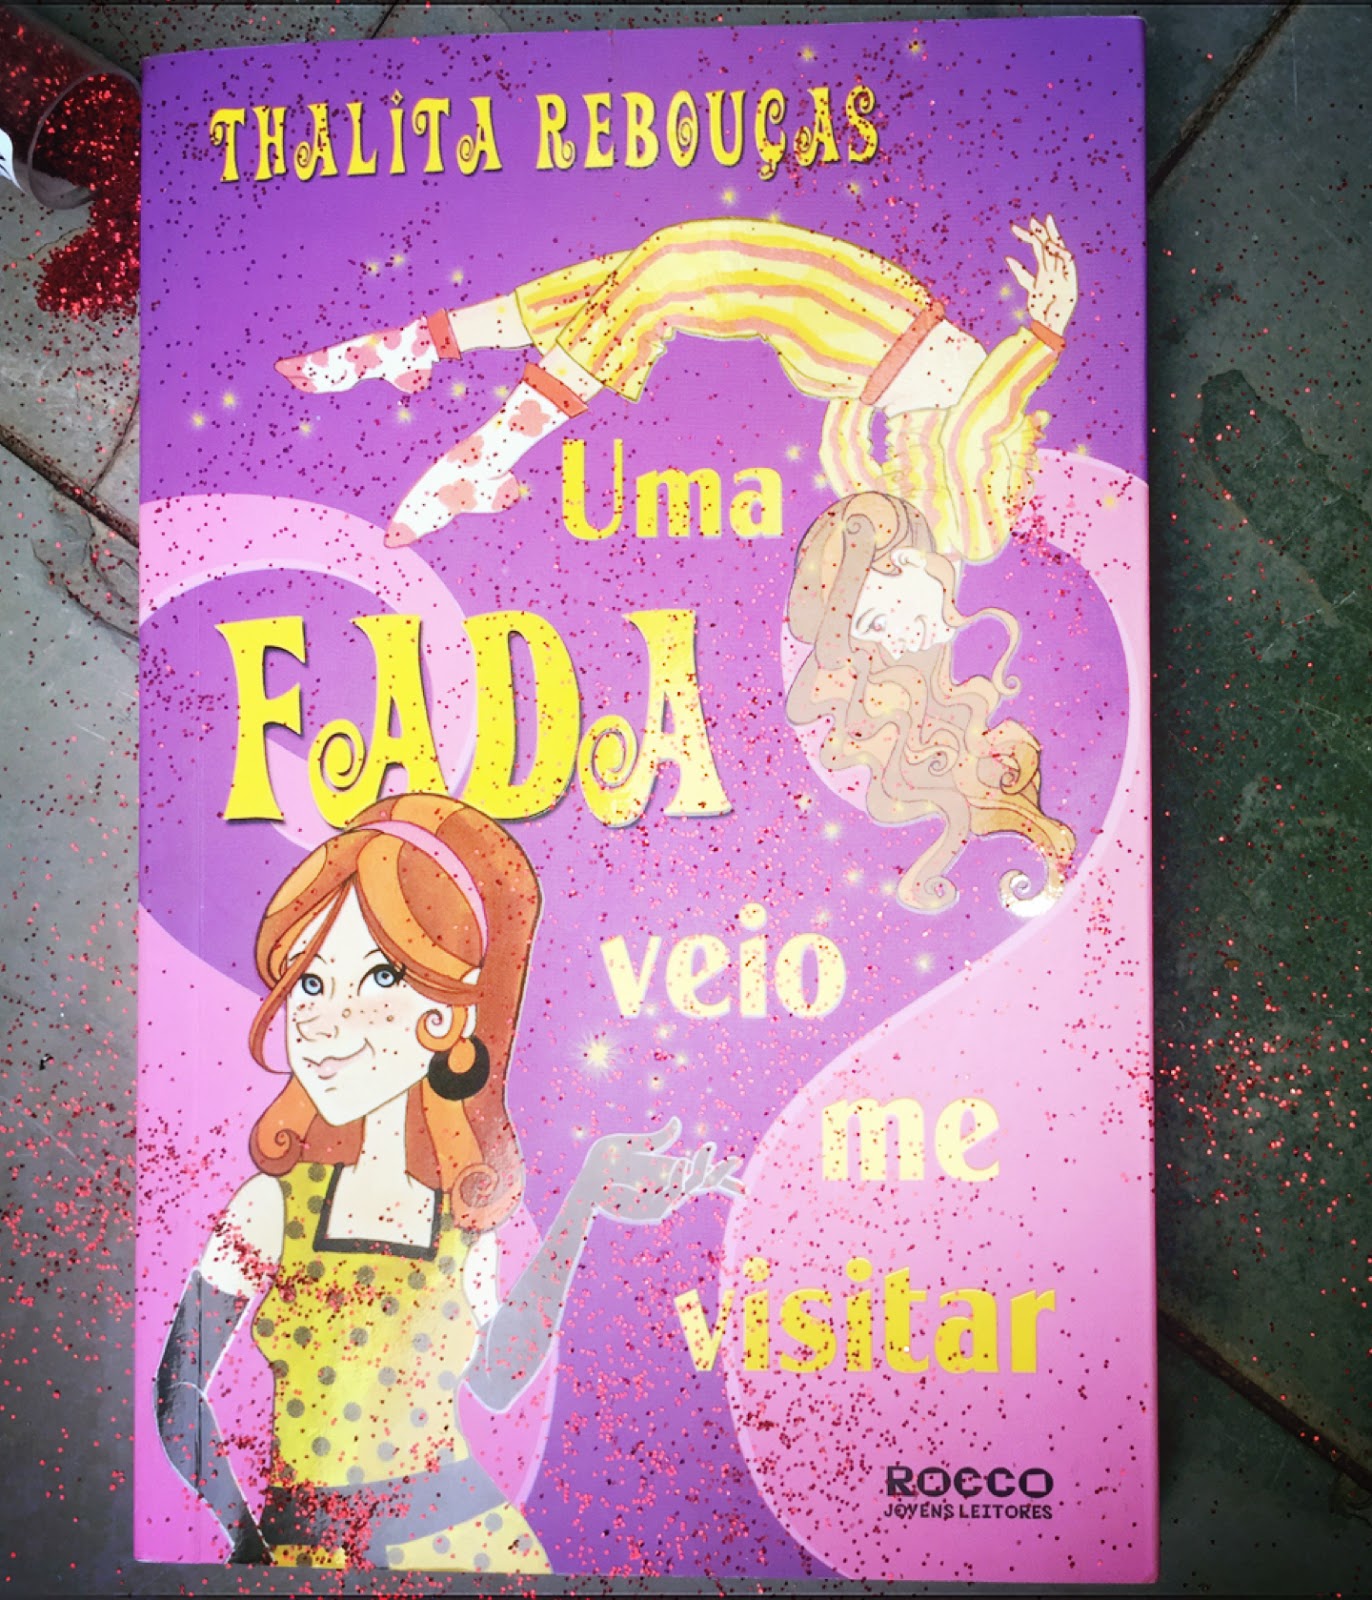 THALITA REBOUÇAS
Uma
FADA
veio
me
visitar
ROCCO
JOVENS LEITORES